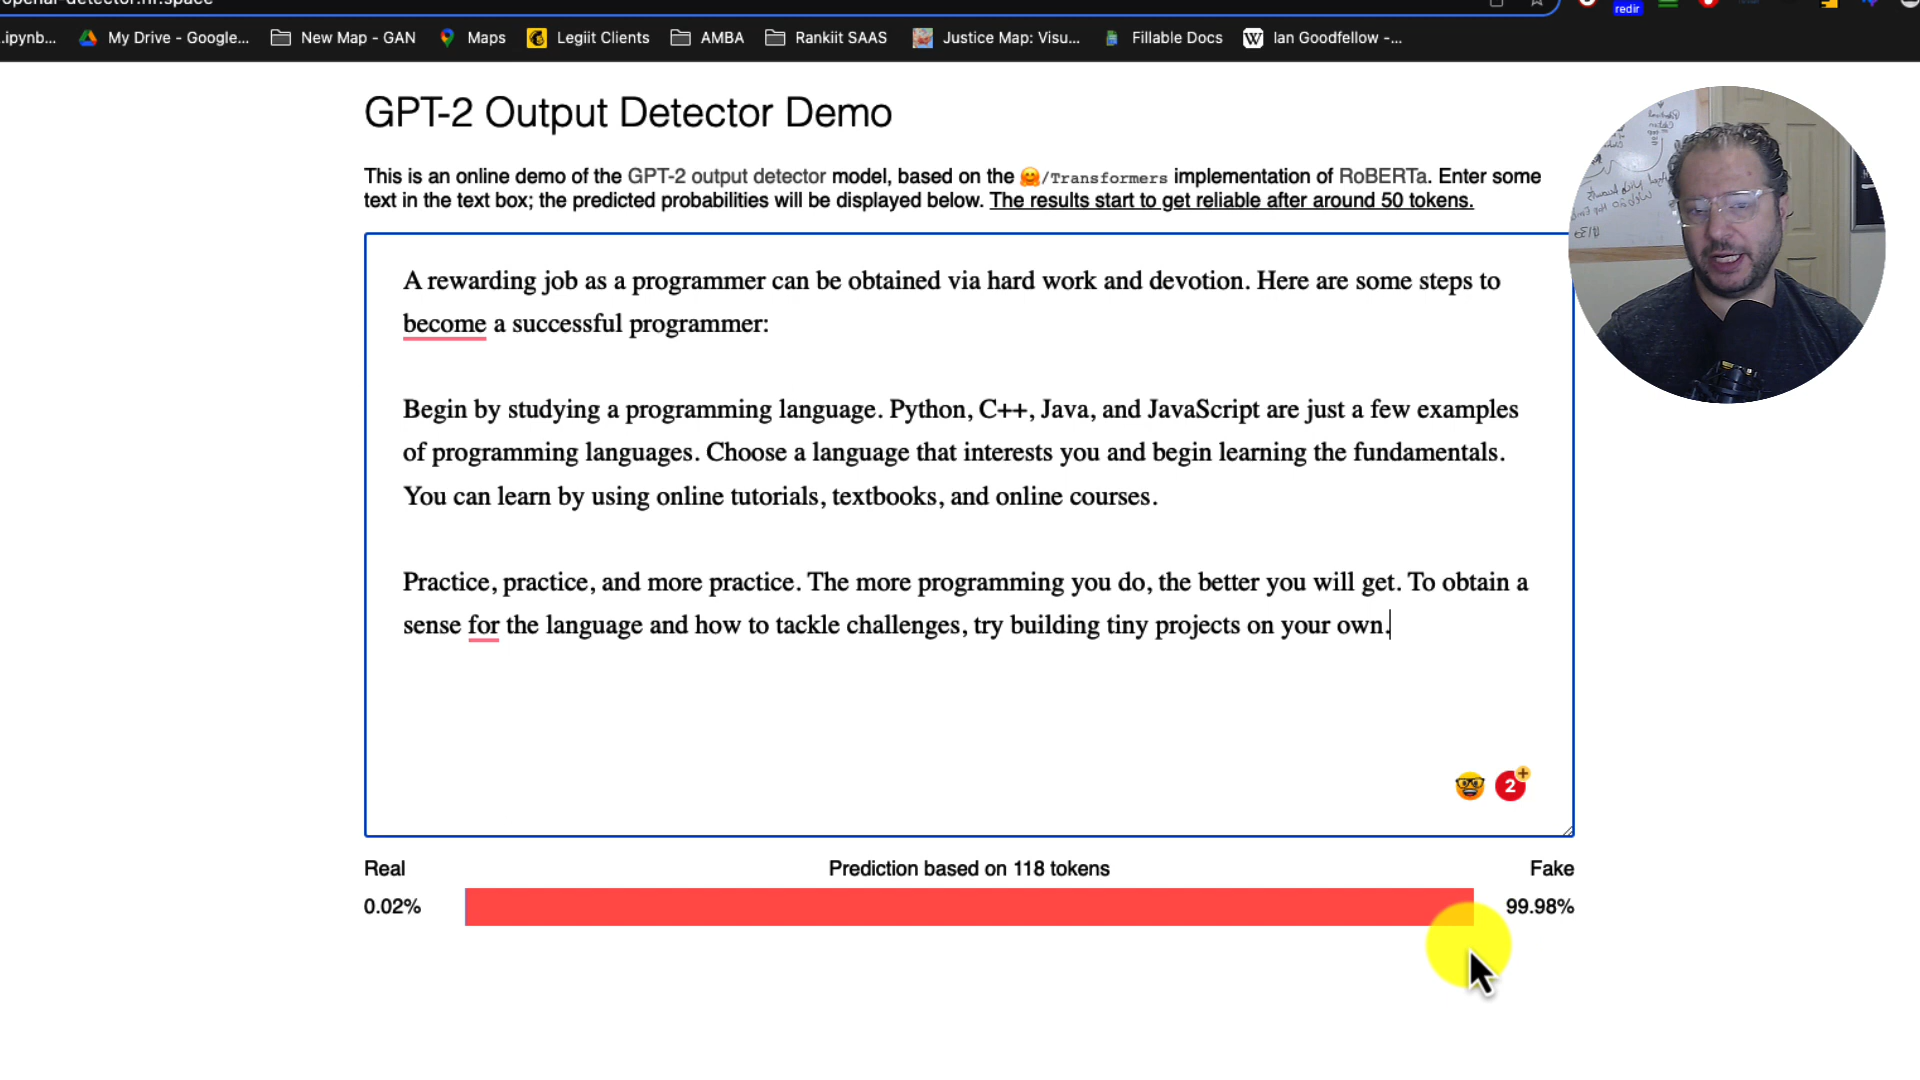 redir
.ipynb...
My Drive - Google...
New Map - GAN
Maps
Legiit Clients
AMBA
Rankiit SAAS
Justice Map: Visu...
Fillable Docs
Ian Goodfellow -...
GPT-2 Output Detector Demo
This is an online demo of the GPT-2 output detector model, based on the 🤗/Transformers implementation of RoBERTa. Enter some
text in the text box; the predicted probabilities will be displayed below. The results start to get reliable after around 50 tokens.
A rewarding job as a programmer can be obtained via hard work and devotion. Here are some steps to
become a successful programmer:
Begin by studying a programming language. Python, C++, Java, and JavaScript are just a few examples
of programming languages. Choose a language that interests you and begin learning the fundamentals.
You can learn by using online tutorials, textbooks, and online courses.
Practice, practice, and more practice. The more programming you do, the better you will get. To obtain a
sense for the language and how to tackle challenges, try building tiny projects on your own.
2
Real
Prediction based on 118 tokens
Fake
0.02%
99.98%